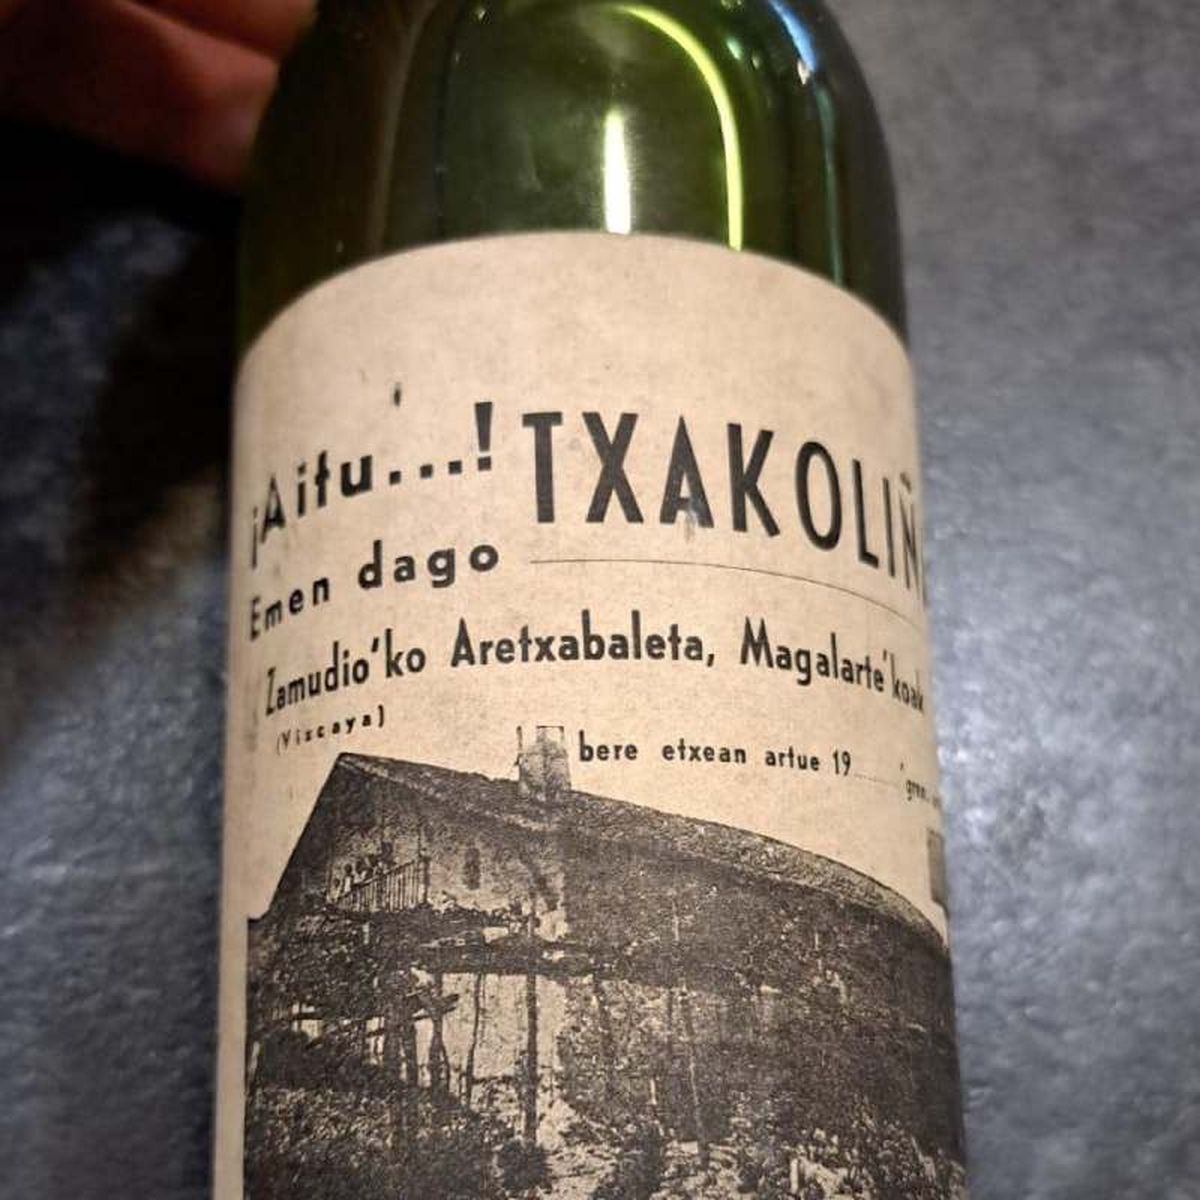 ¡Aitu...! TXAKOLIÑ
Emen dago
Zamudio'ko Aretxabaleta, Magalarte'koak
(Vizcaya)
bere etxean artue 19........'